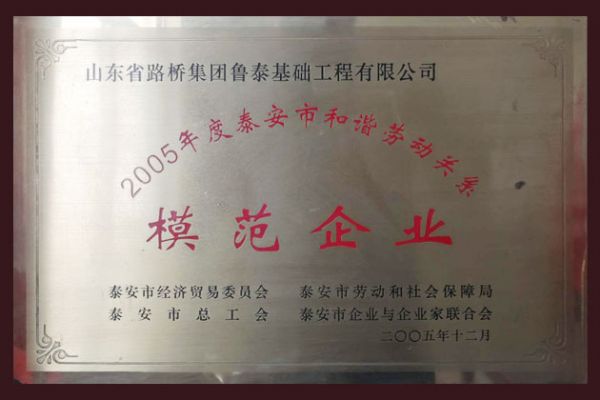 山东省路桥集团鲁泰基础工程有限公司
2005年度泰安市和谐劳动关系
模范企业
泰安市经济贸易委员会 泰安市劳动和社会保障局
泰安市总工会 泰安市企业与企业家联合会
二〇〇五年十二月